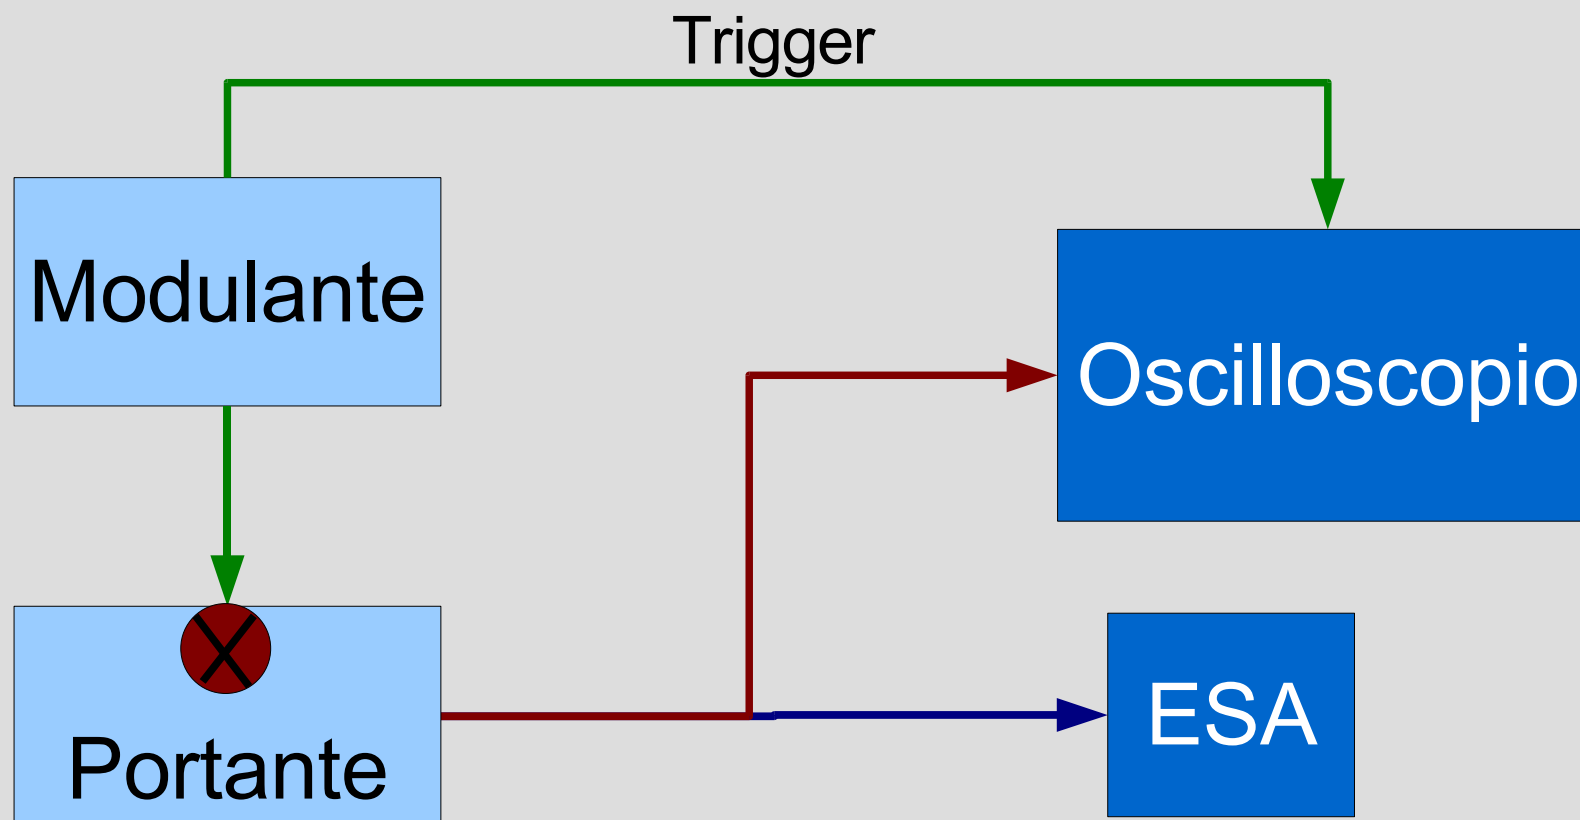 Trigger
Modulante
Oscilloscopio
X
Portante
ESA